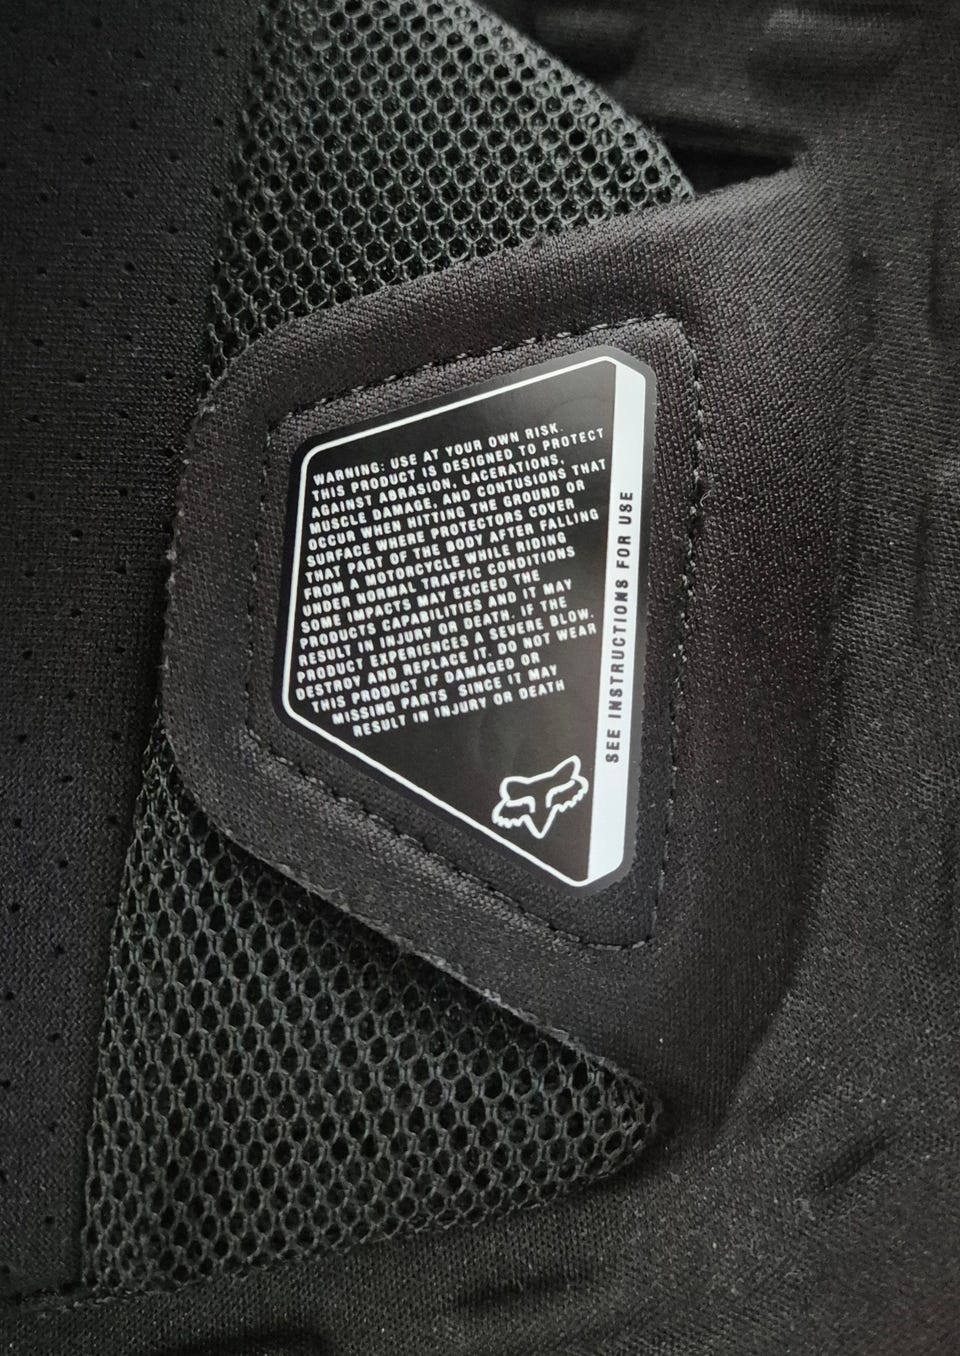 WARNING: USE AT YOUR OWN RISK.
THIS PRODUCT IS DESIGNED TO PROTECT
AGAINST ABRASION, LACERATIONS,
MUSCLE DAMAGE, AND CONTUSIONS THAT
OCCUR WHEN HITTING THE GROUND OR
SURFACE WHERE PROTECTORS COVER
THAT PART OF THE BODY AFTER FALLING
FROM A MOTORCYCLE WHILE RIDING
UNDER NORMAL TRAFFIC CONDITIONS
SOME IMPACTS MAY EXCEED THE
PRODUCTS CAPABILITIES AND IT MAY
RESULT IN INJURY OR DEATH. IF THE
PRODUCT EXPERIENCES A SEVERE BLOW,
DESTROY AND REPLACE IT. DO NOT WEAR
THIS PRODUCT IF DAMAGED OR
MISSING PARTS SINCE IT MAY
RESULT IN INJURY OR DEATH
SEE INSTRUCTIONS FOR USE